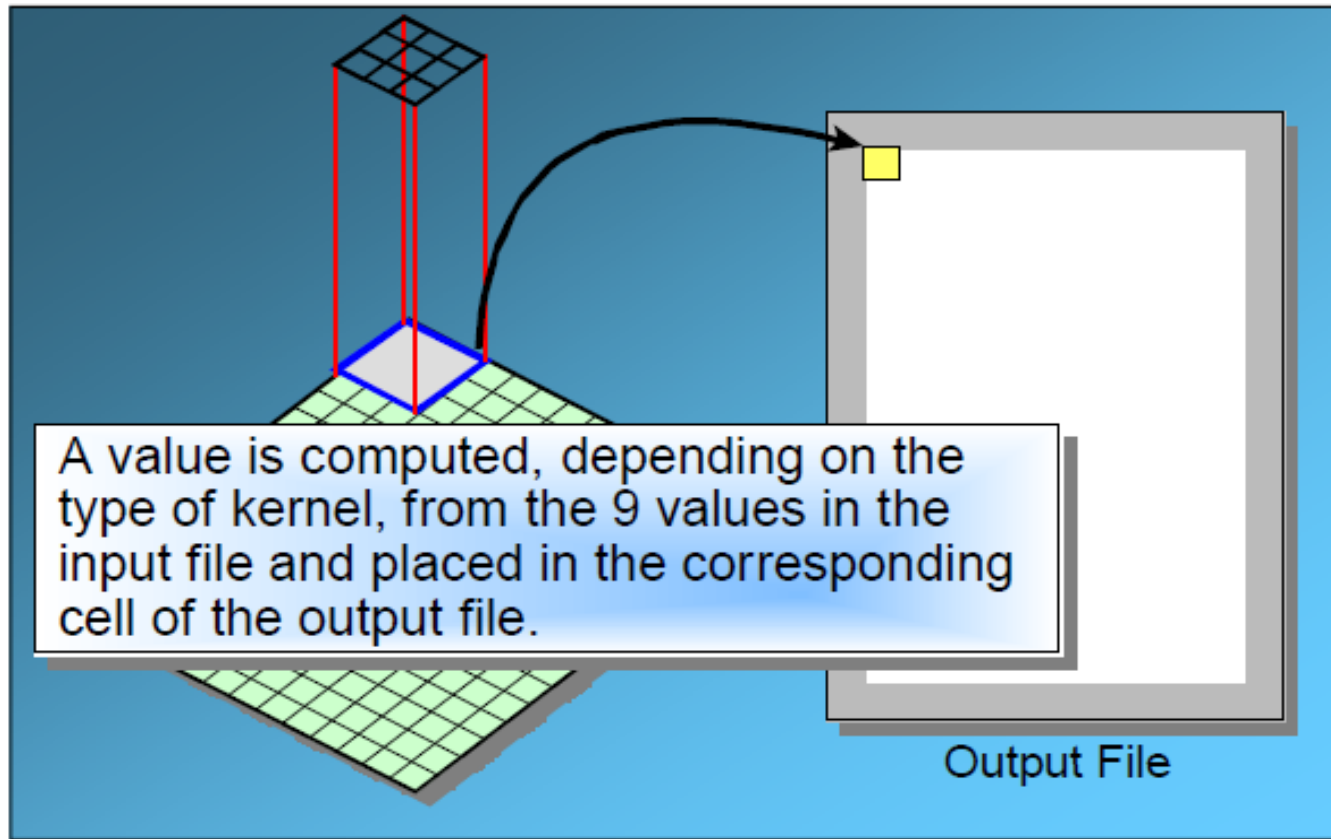 A value is computed, depending on the
type of kernel, from the 9 values in the
input file and placed in the corresponding
cell of the output file.
Output File